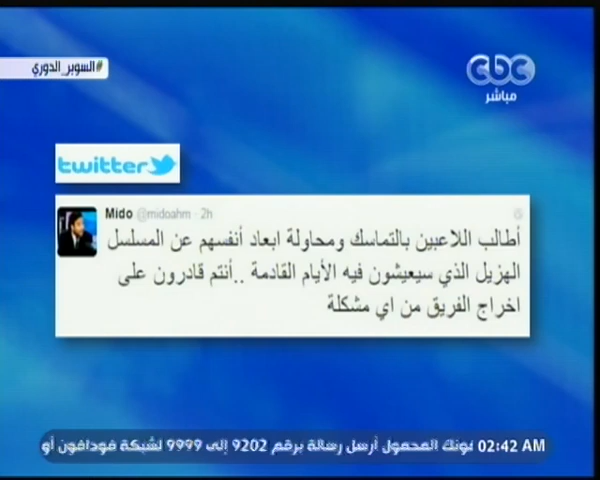 #السوبر_الدوري
cbc
مباشر
twitter
Mido @midoahm · 2h
أطالب اللاعبين بالتماسك ومحاولة ابعاد أنفسهم عن المسلسل
الهزيل الذي سيعيشون فيه الأيام القادمة ..أنتم قادرون على
اخراج الفريق من اي مشكلة
02:42 AM المحمول أرسل رسالة برقم 9202 إلى 9999 لشبكة فودافون أو